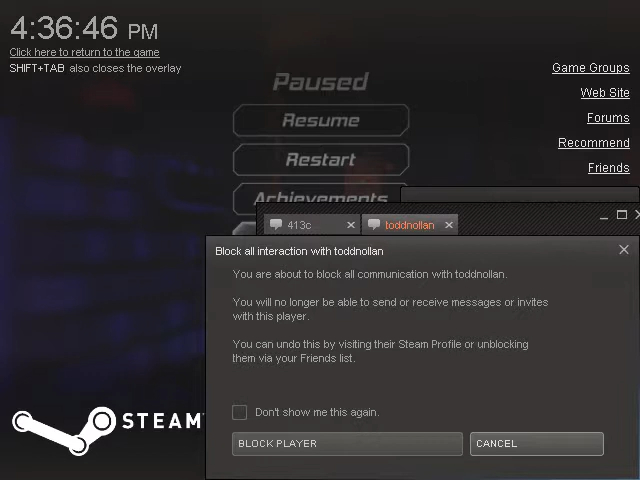 4:36:46 PM
Click here to return to the game
SHIFT+TAB also closes the overlay
Game Groups
Web Site
Forums
Recommend
Friends
Paused
Resume
Restart
Achievements
413c
toddnollan
Block all interaction with toddnollan
You are about to block all communication with toddnollan.
You will no longer be able to send or receive messages or invites
with this player.
You can undo this by visiting their Steam Profile or unblocking
them via your Friends list.
Don't show me this again.
BLOCK PLAYER
CANCEL
STEAM